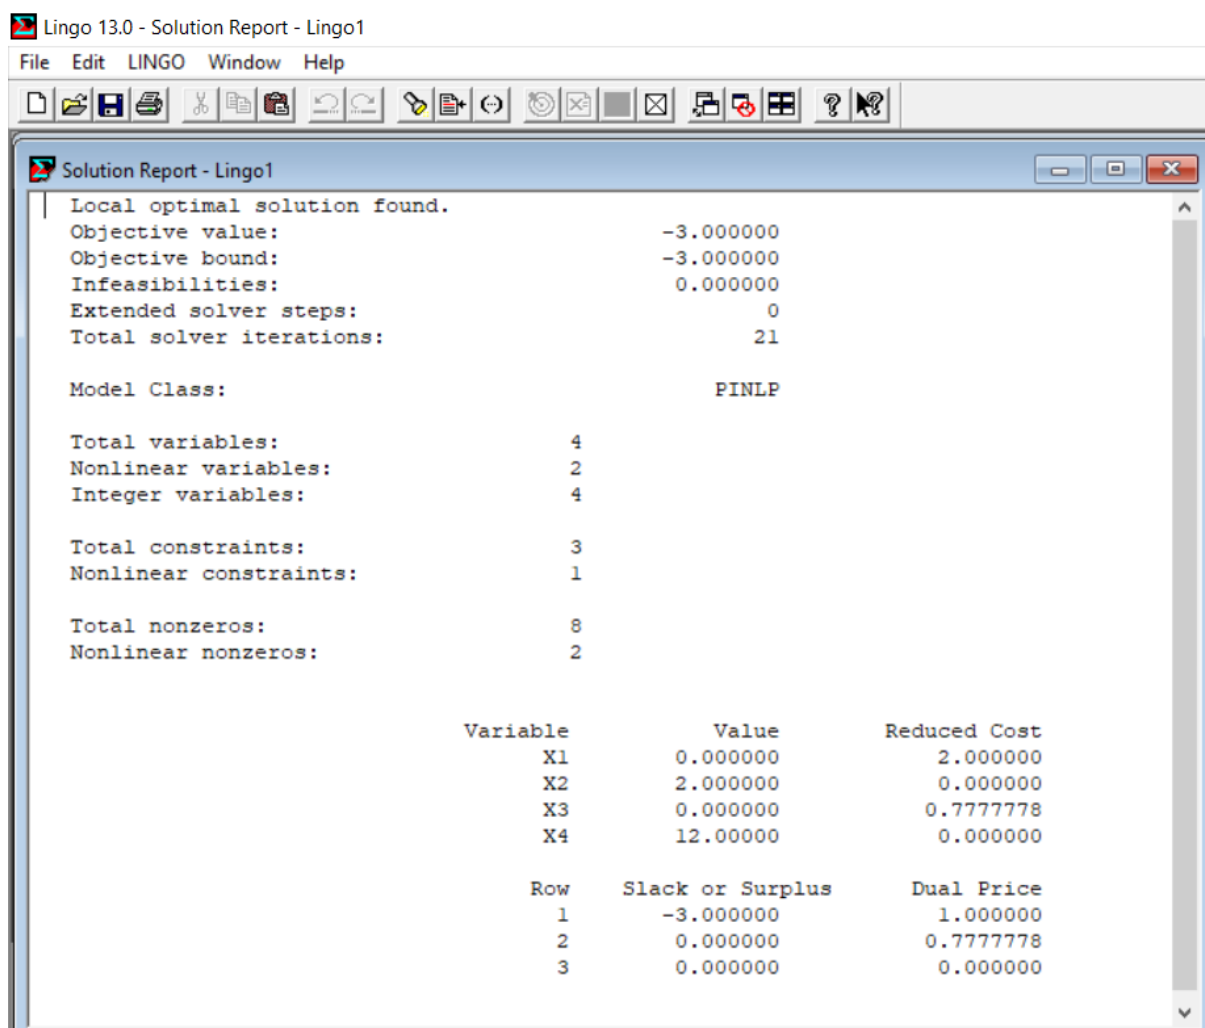 Lingo 13.0 - Solution Report - Lingo1
File Edit LINGO Window Help
Solution Report - Lingo1
Local optimal solution found.
Objective value: -3.000000
Objective bound: -3.000000
Infeasibilities: 0.000000
Extended solver steps: 0
Total solver iterations: 21
Model Class: PINLP
Total variables: 4
Nonlinear variables: 2
Integer variables: 4
Total constraints: 3
Nonlinear constraints: 1
Total nonzeros: 8
Nonlinear nonzeros: 2
Variable Value Reduced Cost
X1 0.000000 2.000000
X2 2.000000 0.000000
X3 0.000000 0.7777778
X4 12.00000 0.000000
Row Slack or Surplus Dual Price
1 -3.000000 1.000000
2 0.000000 0.7777778
3 0.000000 0.000000